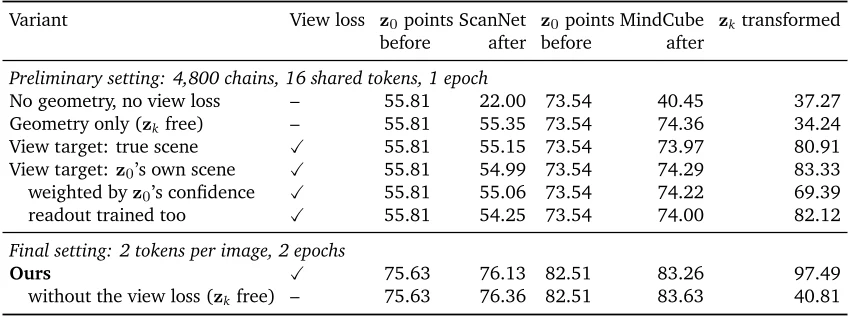 Variant View loss z0 points ScanNet z0 points MindCube zk transformed
before after before after
Preliminary setting: 4,800 chains, 16 shared tokens, 1 epoch
No geometry, no view loss – 55.81 22.00 73.54 40.45 37.27
Geometry only (zk free) – 55.81 55.35 73.54 74.36 34.24
View target: true scene ✓ 55.81 55.15 73.54 73.97 80.91
View target: z0's own scene ✓ 55.81 54.99 73.54 74.29 83.33
weighted by z0's confidence ✓ 55.81 55.06 73.54 74.22 69.39
readout trained too ✓ 55.81 54.25 73.54 74.00 82.12
Final setting: 2 tokens per image, 2 epochs
Ours ✓ 75.63 76.13 82.51 83.26 97.49
without the view loss (zk free) – 75.63 76.36 82.51 83.63 40.81